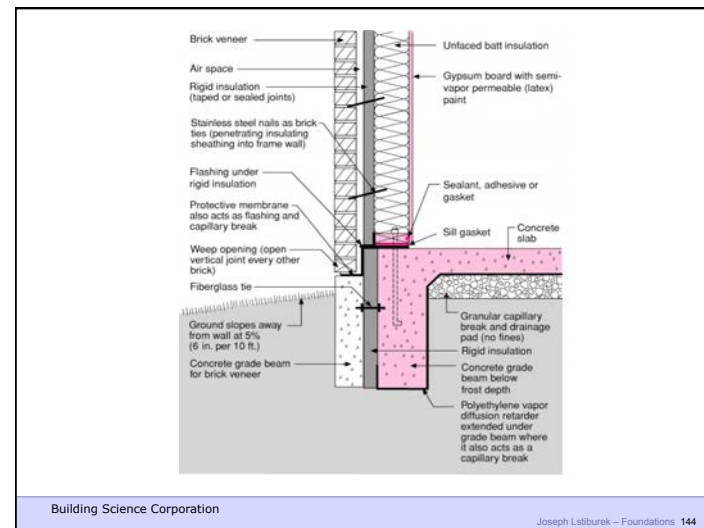 Brick veneer
Air space
Rigid insulation
(taped or sealed joints)
Stainless steel nails as brick
ties (penetrating insulating
sheathing into frame wall)
Flashing under
rigid insulation
Protective membrane
also acts as flashing and
capillary break
Weep opening (open
vertical joint every other
brick)
Fiberglass tie
Ground slopes away
from wall at 5%
(6 in. per 10 ft.)
Concrete grade beam
for brick veneer
Unfaced batt insulation
Gypsum board with semi-
vapor permeable (latex)
paint
Sealant, adhesive or
gasket
Sill gasket
Concrete
slab
Granular capillary
break and drainage
pad (no fines)
Rigid insulation
Concrete grade
beam below
frost depth
Polyethylene vapor
diffusion retarder
extended under
grade beam where
it also acts as a
capillary break
Building Science Corporation
Joseph Lstiburek – Foundations 144